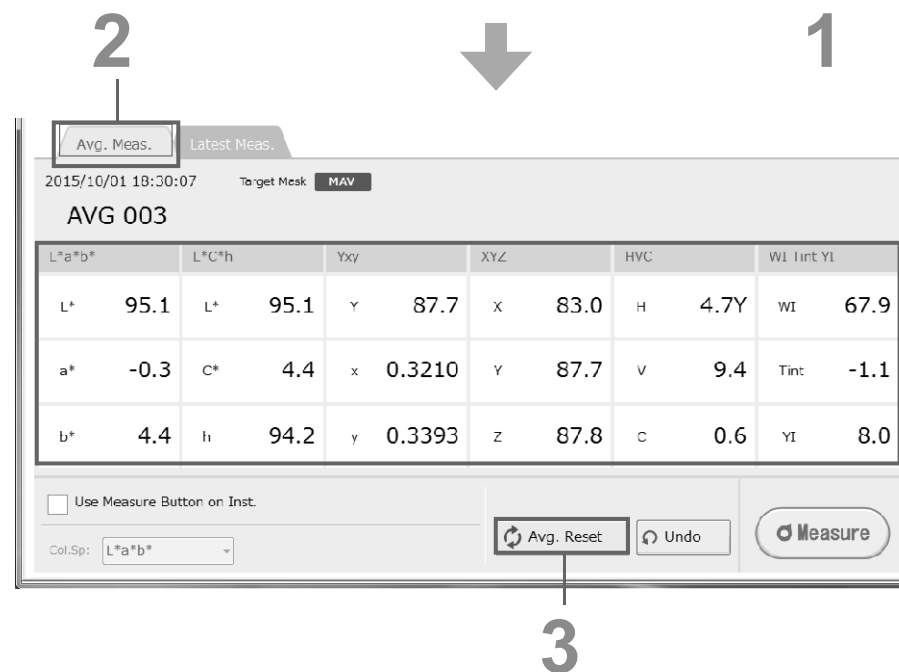 2 1
Avg. Meas. Latest Meas.
2015/10/01 18:30:07 Target Mask MAV
AVG 003
L*a*b* L*C*h Yxy XYZ HVC WI Tint YI
L* 95.1 L* 95.1 Y 87.7 X 83.0 H 4.7Y WI 67.9
a* -0.3 C* 4.4 x 0.3210 Y 87.7 V 9.4 Tint -1.1
b* 4.4 h 94.2 y 0.3393 Z 87.8 C 0.6 YI 8.0
Use Measure Button on Inst.
Avg. Reset Undo Measure
Col.Sp: L*a*b*
3